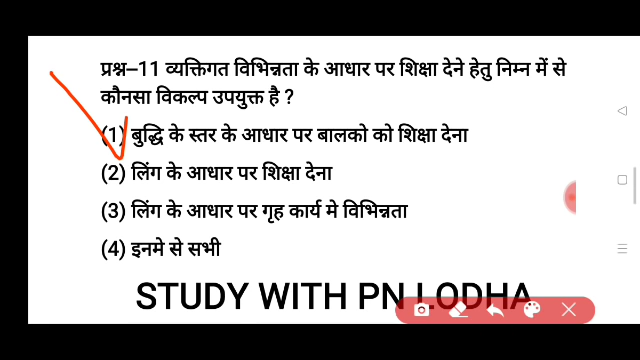 प्रश्न–11 व्यक्तिगत विभिन्नता के आधार पर शिक्षा देने हेतु निम्न में से
कौनसा विकल्प उपयुक्त है ?
(1) बुद्धि के स्तर के आधार पर बालको को शिक्षा देना
(2) लिंग के आधार पर शिक्षा देना
(3) लिंग के आधार पर गृह कार्य मे विभिन्नता
(4) इनमे से सभी
STUDY WITH PN LODHA